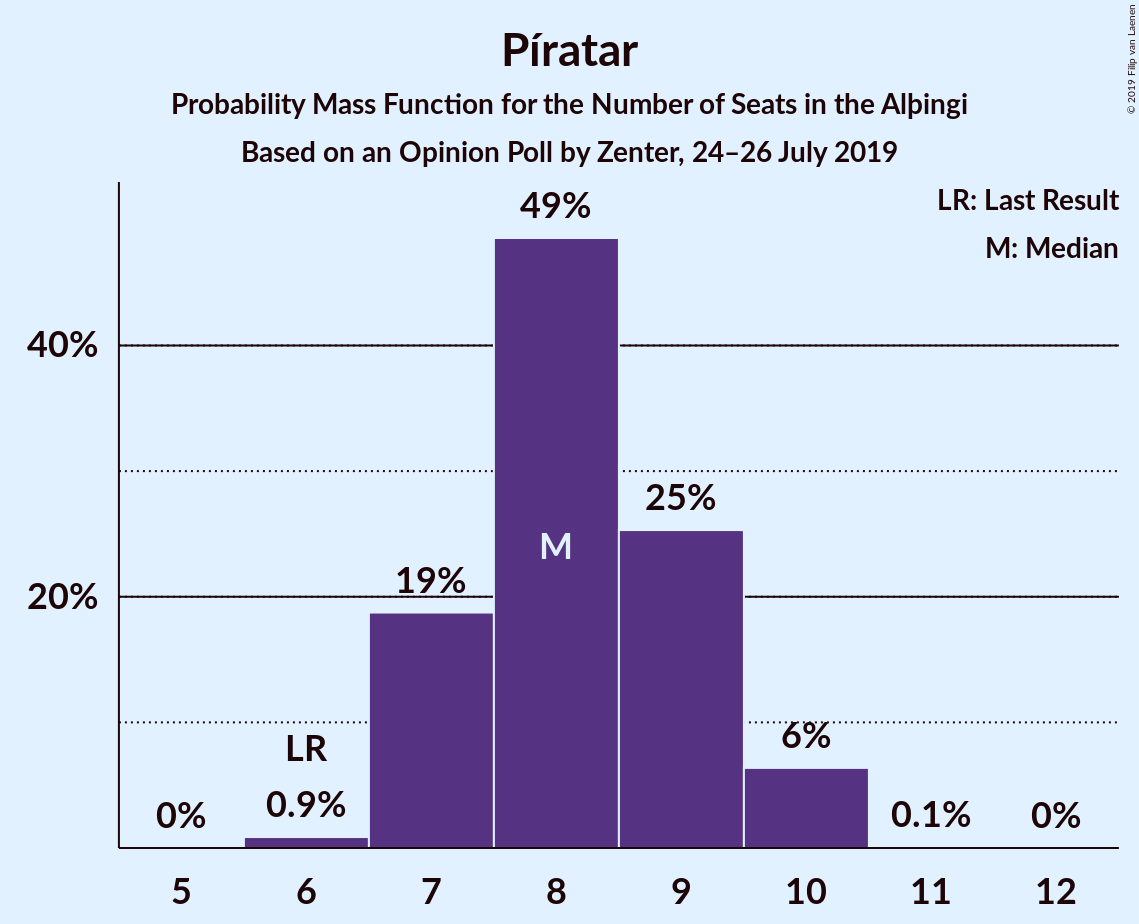 Píratar
Probability Mass Function for the Number of Seats in the Alþingi
Based on an Opinion Poll by Zenter, 24–26 July 2019
© 2019 Filip van Laenen
LR: Last Result
M: Median
49%
40%
25%
M
19%
20%
6%
LR
0.9%
0%
0.1%
0%
5 6 7 8 9 10 11 12